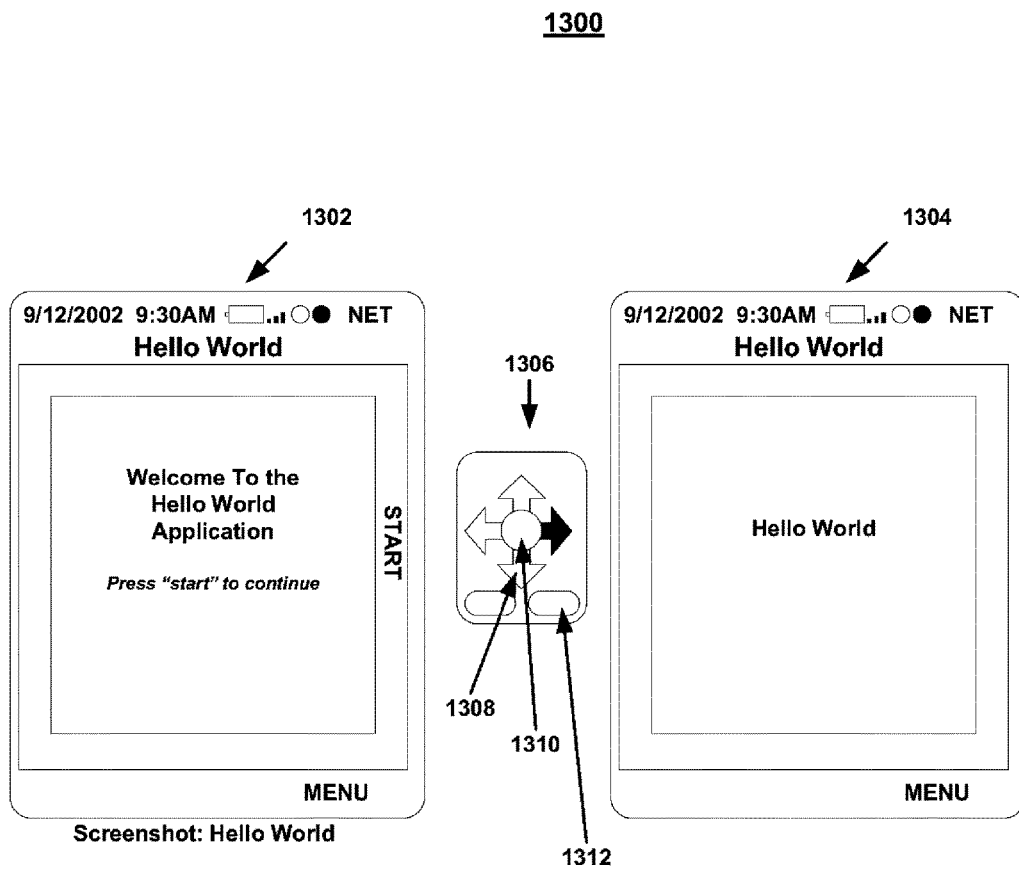 1300
1302
1304
9/12/2002 9:30AM NET
Hello World
Welcome To the
Hello World
Application
Press “start” to continue
START
MENU
Screenshot: Hello World
1306
1308
1310
1312
9/12/2002 9:30AM NET
Hello World
Hello World
MENU